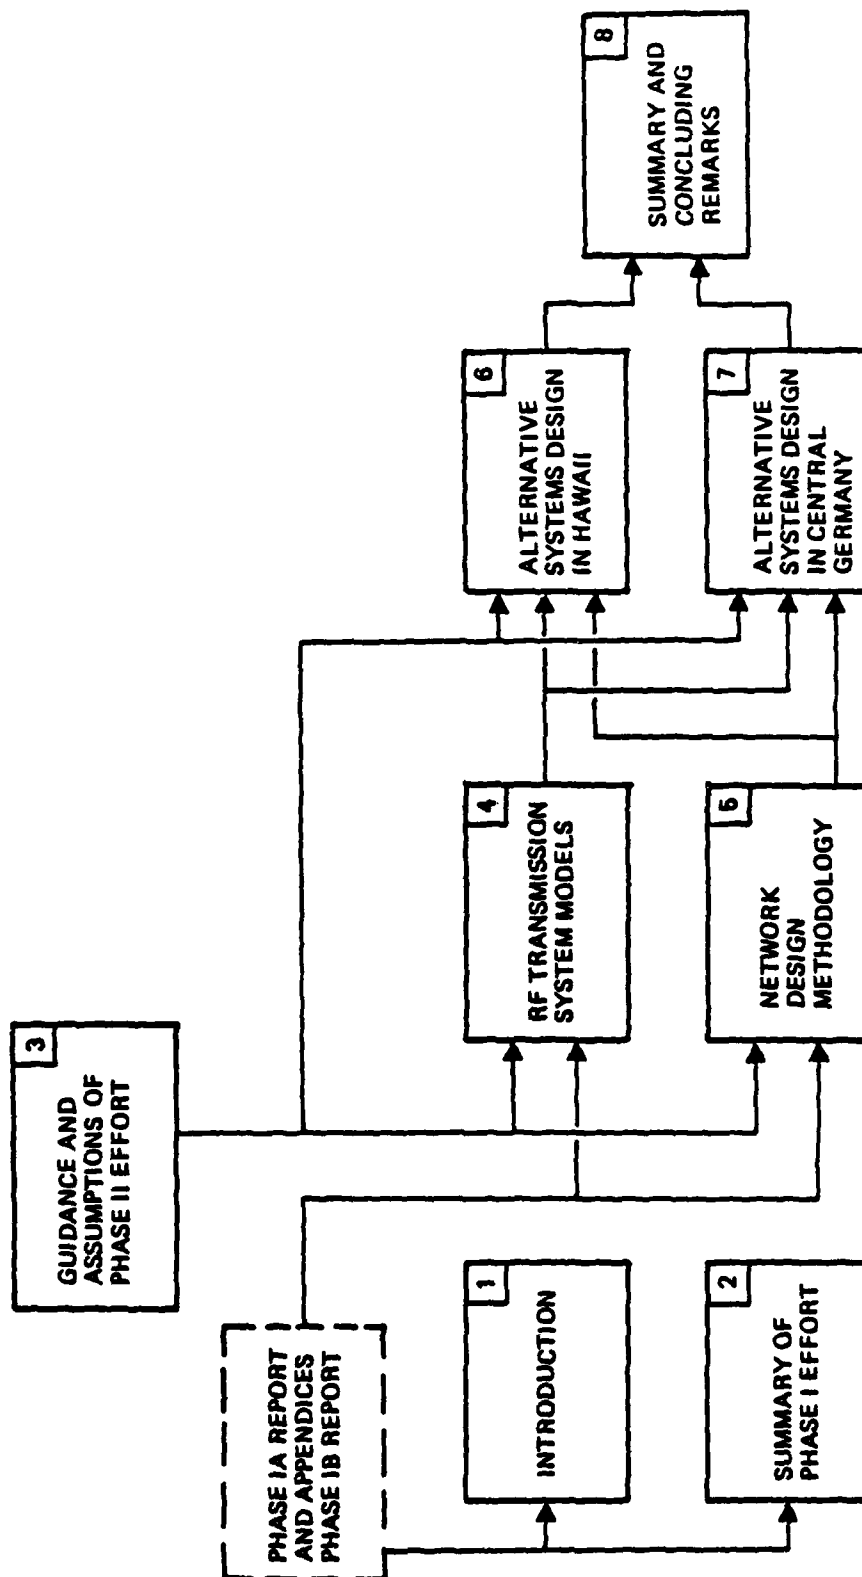 PHASE IA REPORT
AND APPENDICES
PHASE IB REPORT
3
GUIDANCE AND
ASSUMPTIONS OF
PHASE II EFFORT
1
INTRODUCTION
2
SUMMARY OF
PHASE I EFFORT
4
RF TRANSMISSION
SYSTEM MODELS
5
NETWORK
DESIGN
METHODOLOGY
6
ALTERNATIVE
SYSTEMS DESIGN
IN HAWAII
7
ALTERNATIVE
SYSTEMS DESIGN
IN CENTRAL
GERMANY
8
SUMMARY AND
CONCLUDING
REMARKS